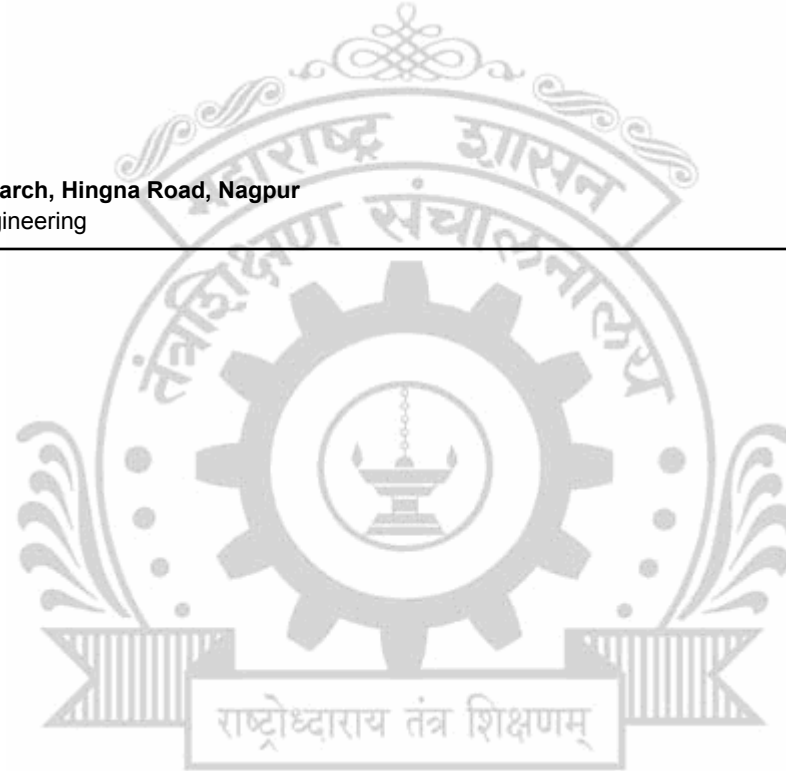 महाराष्ट्र शासन
arch, Hingna Road, Nagpur
gineering
तंत्रशिक्षण संचालनालय
राष्ट्रोध्दाराय तंत्र शिक्षणम्